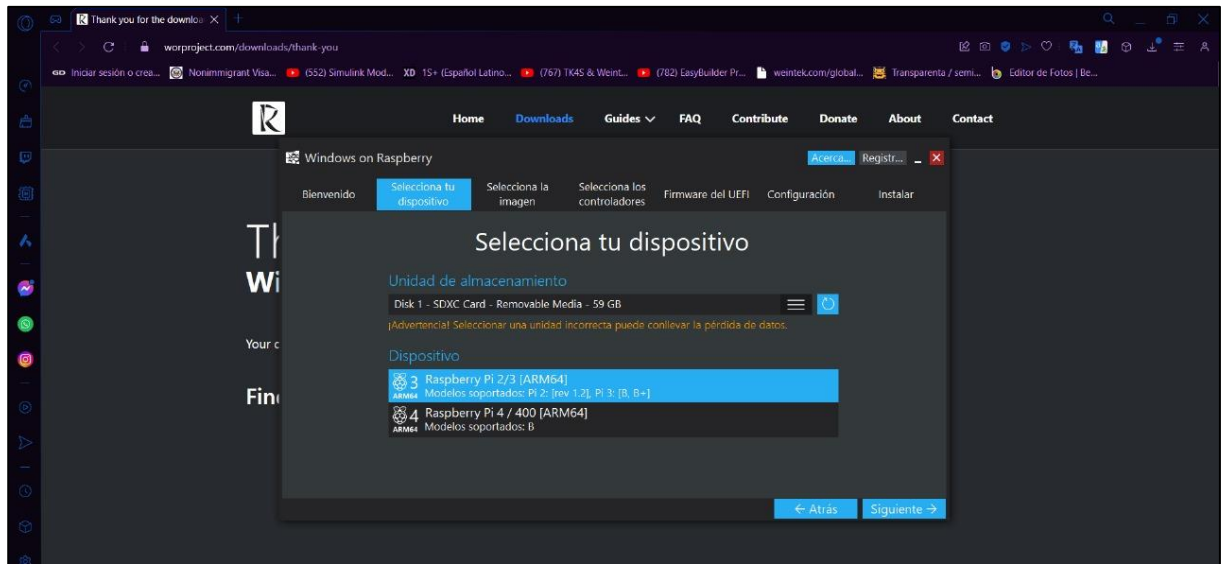 Thank you for the downloa
worproject.com/downloads/thank-you
GD Iniciar sesión o crea... Nonimmigrant Visa... (552) Simulink Mod... XD 1S+ (Español Latino... (767) TK4S & Weint... (782) EasyBuilder Pr... weintek.com/global... Transparenta / semi... Editor de Fotos | Be...
R Home Downloads Guides FAQ Contribute Donate About Contact
Windows on Raspberry Acerca... Registr...
Bienvenido Selecciona tu dispositivo Selecciona la imagen Selecciona los controladores Firmware del UEFI Configuración Instalar
Th
Selecciona tu dispositivo
Wi
Unidad de almacenamiento
Disk 1 - SDXC Card - Removable Media - 59 GB
¡Advertencia! Seleccionar una unidad incorrecta puede conllevar la pérdida de datos.
Your c
Dispositivo
3 Raspberry Pi 2/3 [ARM64]
ARM64 Modelos soportados: Pi 2: [rev 1.2], Pi 3: [B, B+]
Fin
4 Raspberry Pi 4 / 400 [ARM64]
ARM64 Modelos soportados: B
← Atrás Siguiente →